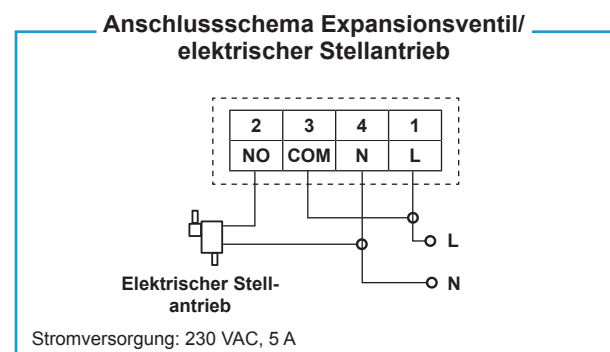 Anschlussschema Expansionsventil/
elektrischer Stellantrieb
2 3 4 1
NO COM N L
L
N
Elektrischer Stell-
antrieb
Stromversorgung: 230 VAC, 5 A